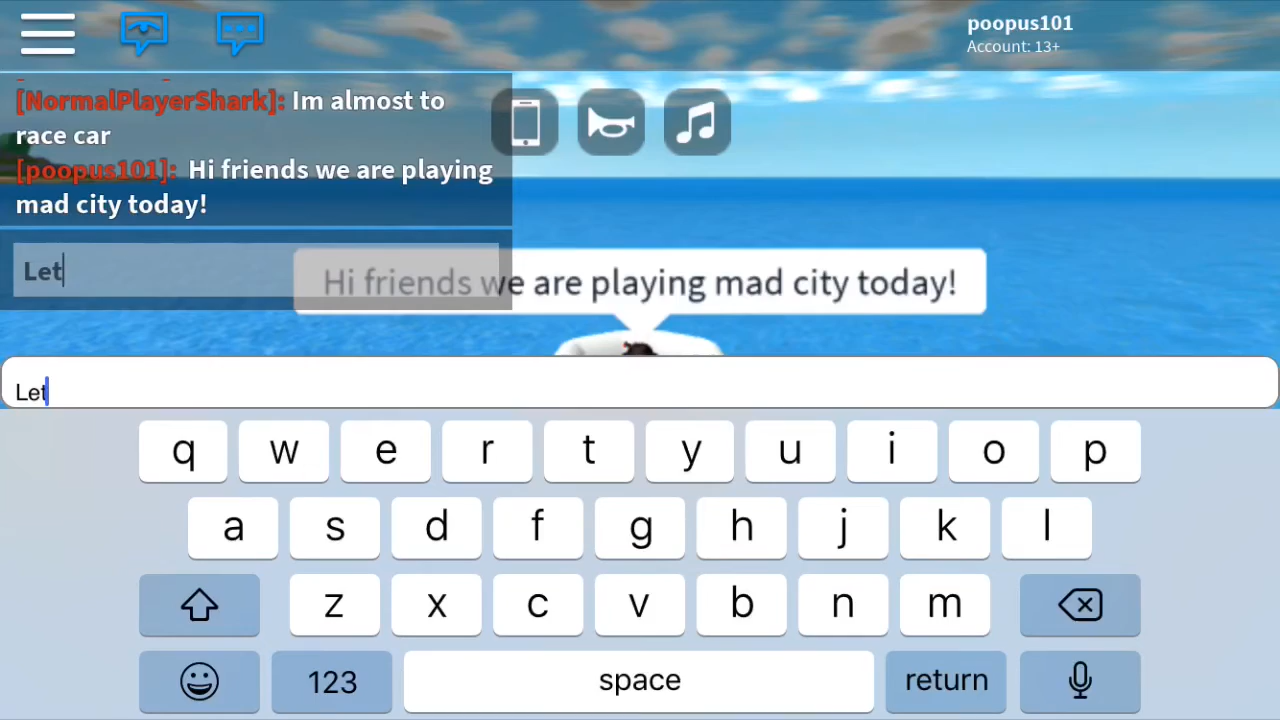 poopus101
Account: 13+
[NormalPlayerShark]: Im almost to
race car
[poopus101]: Hi friends we are playing
mad city today!
Let
Hi friends we are playing mad city today!
Let
q w e r t y u i o p
a s d f g h j k l
z x c v b n m
123 space return